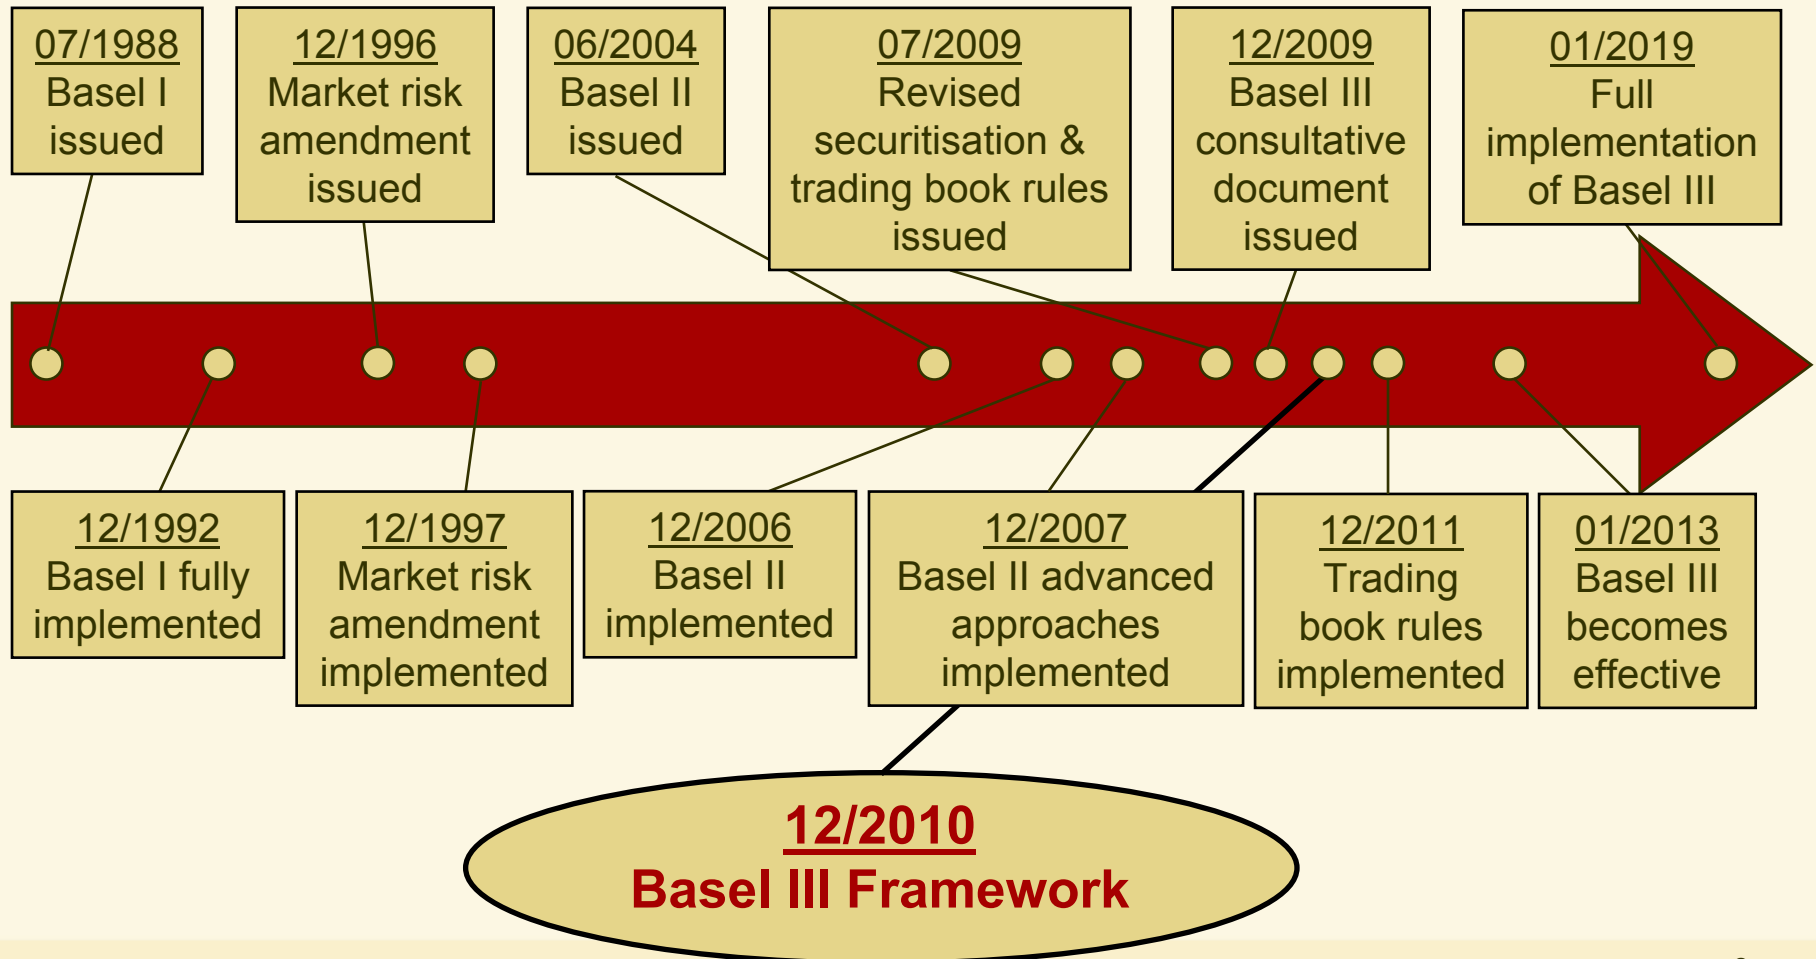 07/1988
Basel I
issued
12/1996
Market risk
amendment
issued
06/2004
Basel II
issued
07/2009
Revised
securitisation &
trading book rules
issued
12/2009
Basel III
consultative
document
issued
01/2019
Full
implementation
of Basel III
12/1992
Basel I fully
implemented
12/1997
Market risk
amendment
implemented
12/2006
Basel II
implemented
12/2007
Basel II advanced
approaches
implemented
12/2011
Trading
book rules
implemented
01/2013
Basel III
becomes
effective
12/2010
Basel III Framework